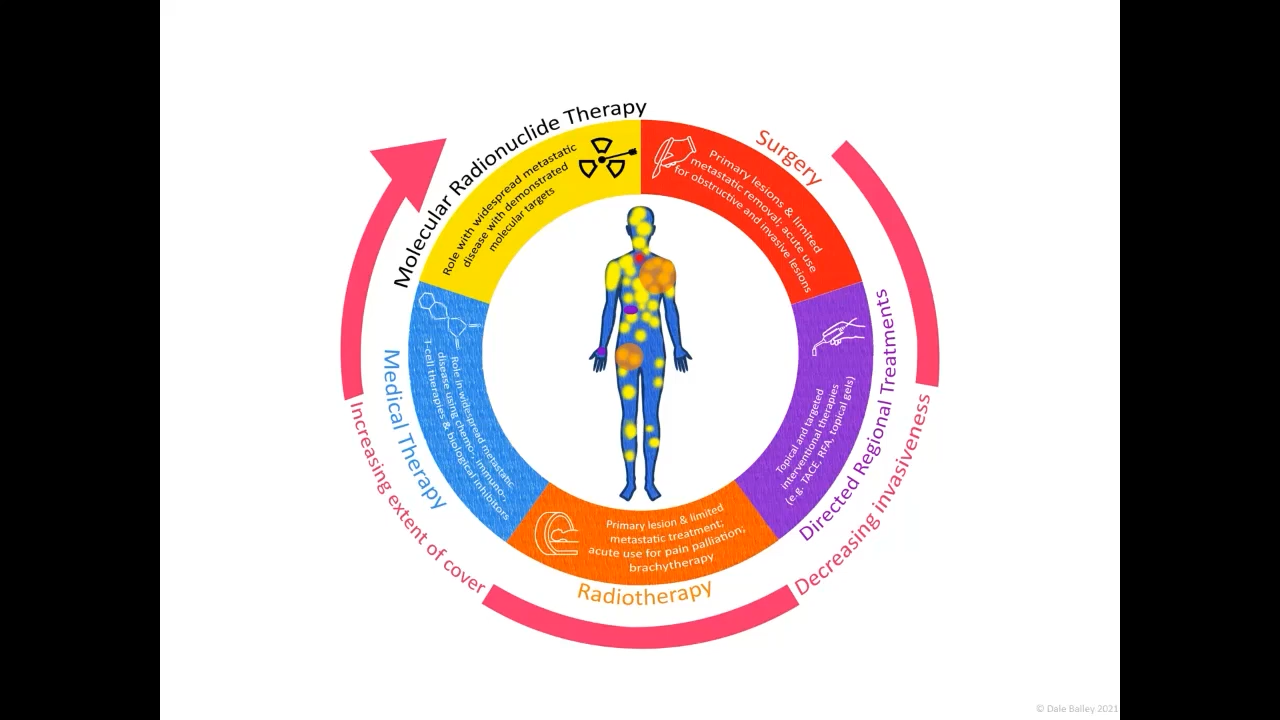 Molecular Radionuclide Therapy
Role with widespread metastatic
disease with demonstrated
molecular targets
Surgery
Primary lesions & limited
metastatic removal; acute use
for obstructive and invasive lesions
Directed Regional Treatments
Topical and targeted
interventional therapies
(e.g. TACE, RFA, topical gels)
Decreasing invasiveness
Radiotherapy
Primary lesion & limited
metastatic treatment;
acute use for pain palliation;
brachytherapy
Medical Therapy
Role in widespread metastatic
disease using chemo-, immuno-,
T-cell therapies & biological inhibitors
Increasing extent of cover
© Dale Bailey 2021